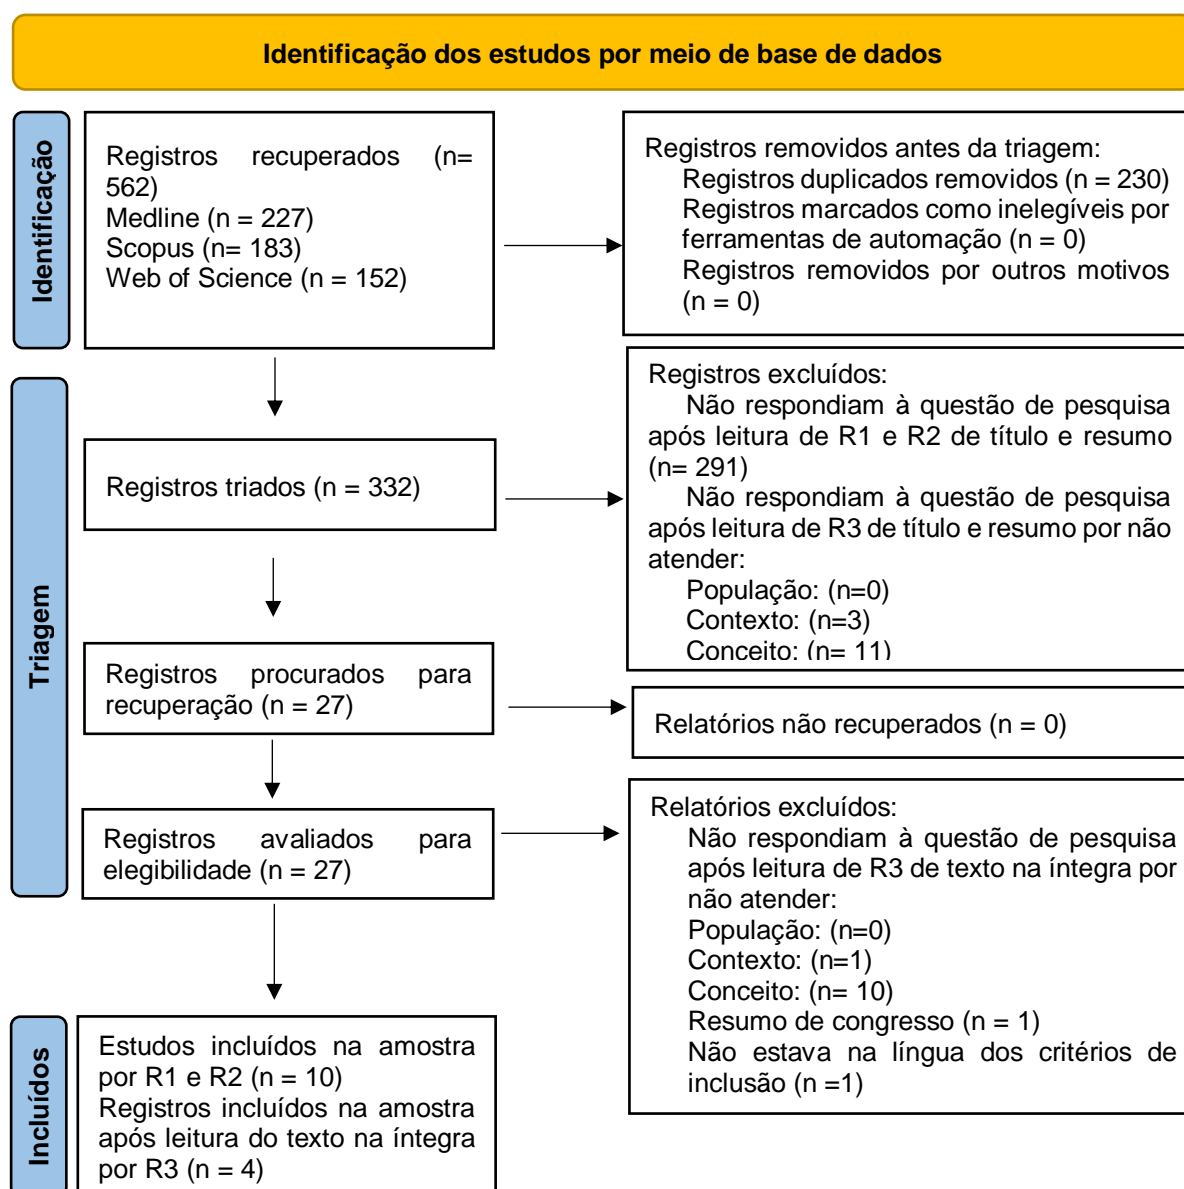 Identificação dos estudos por meio de base de dados
Identificação
Registros recuperados (n=
562)
Medline (n = 227)
Scopus (n= 183)
Web of Science (n = 152)
Registros removidos antes da triagem:
Registros duplicados removidos (n = 230)
Registros marcados como inelegíveis por
ferramentas de automação (n = 0)
Registros removidos por outros motivos
(n = 0)
Triagem
Registros triados (n = 332)
Registros excluídos:
Não respondiam à questão de pesquisa
após leitura de R1 e R2 de título e resumo
(n= 291)
Não respondiam à questão de pesquisa
após leitura de R3 de título e resumo por não
atender:
População: (n=0)
Contexto: (n=3)
Conceito: (n= 11)
Registros procurados para
recuperação (n = 27)
Relatórios não recuperados (n = 0)
Registros avaliados para
elegibilidade (n = 27)
Relatórios excluídos:
Não respondiam à questão de pesquisa
após leitura de R3 de texto na íntegra por
não atender:
População: (n=0)
Contexto: (n=1)
Conceito: (n= 10)
Resumo de congresso (n = 1)
Não estava na língua dos critérios de
inclusão (n =1)
Incluídos
Estudos incluídos na amostra
por R1 e R2 (n = 10)
Registros incluídos na amostra
após leitura do texto na íntegra
por R3 (n = 4)